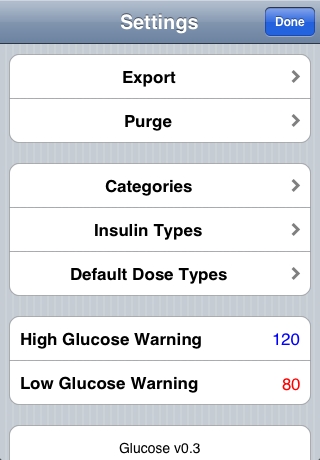 Settings
Done
Export
Purge
Categories
Insulin Types
Default Dose Types
High Glucose Warning 120
Low Glucose Warning 80
Glucose v0.3